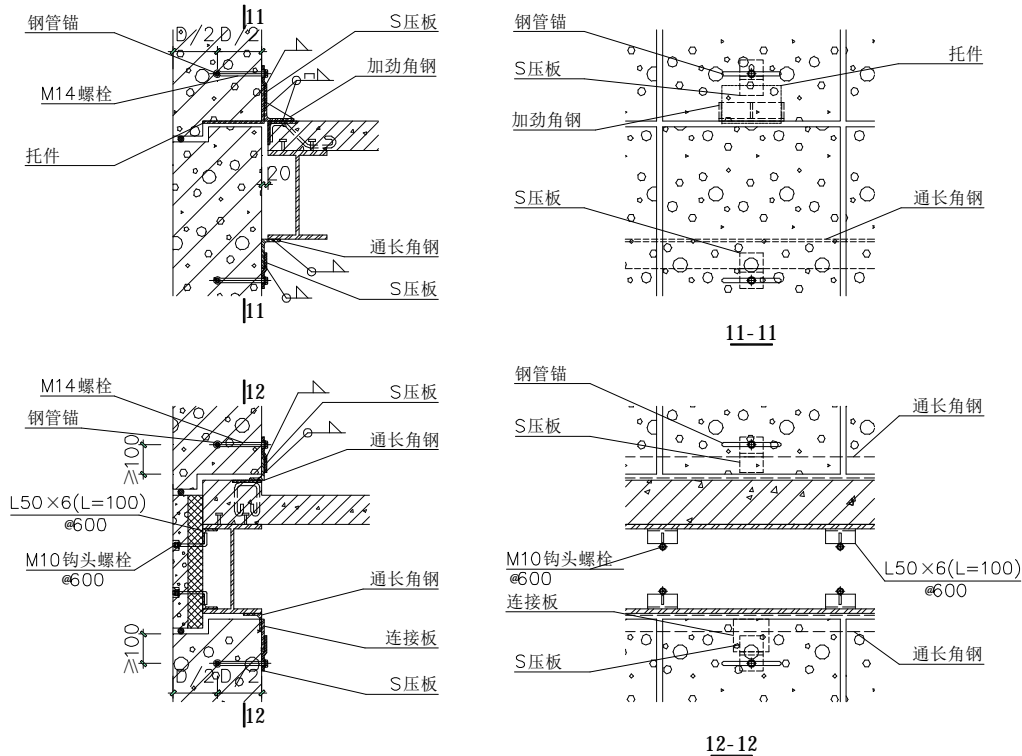 11
钢管锚
D/2D/2
S压板
加劲角钢
M14螺栓
托件
20
通长角钢
S压板
11
钢管锚
S压板
托件
加劲角钢
S压板
通长角钢
11-11
M14螺栓
12
S压板
钢管锚
通长角钢
≥100
L50×6(L=100)
@600
M10钩头螺栓
@600
通长角钢
≥100
连接板
D/2D/2
S压板
12
钢管锚
通长角钢
S压板
M10钩头螺栓
@600
L50×6(L=100)
@600
连接板
S压板
通长角钢
12-12